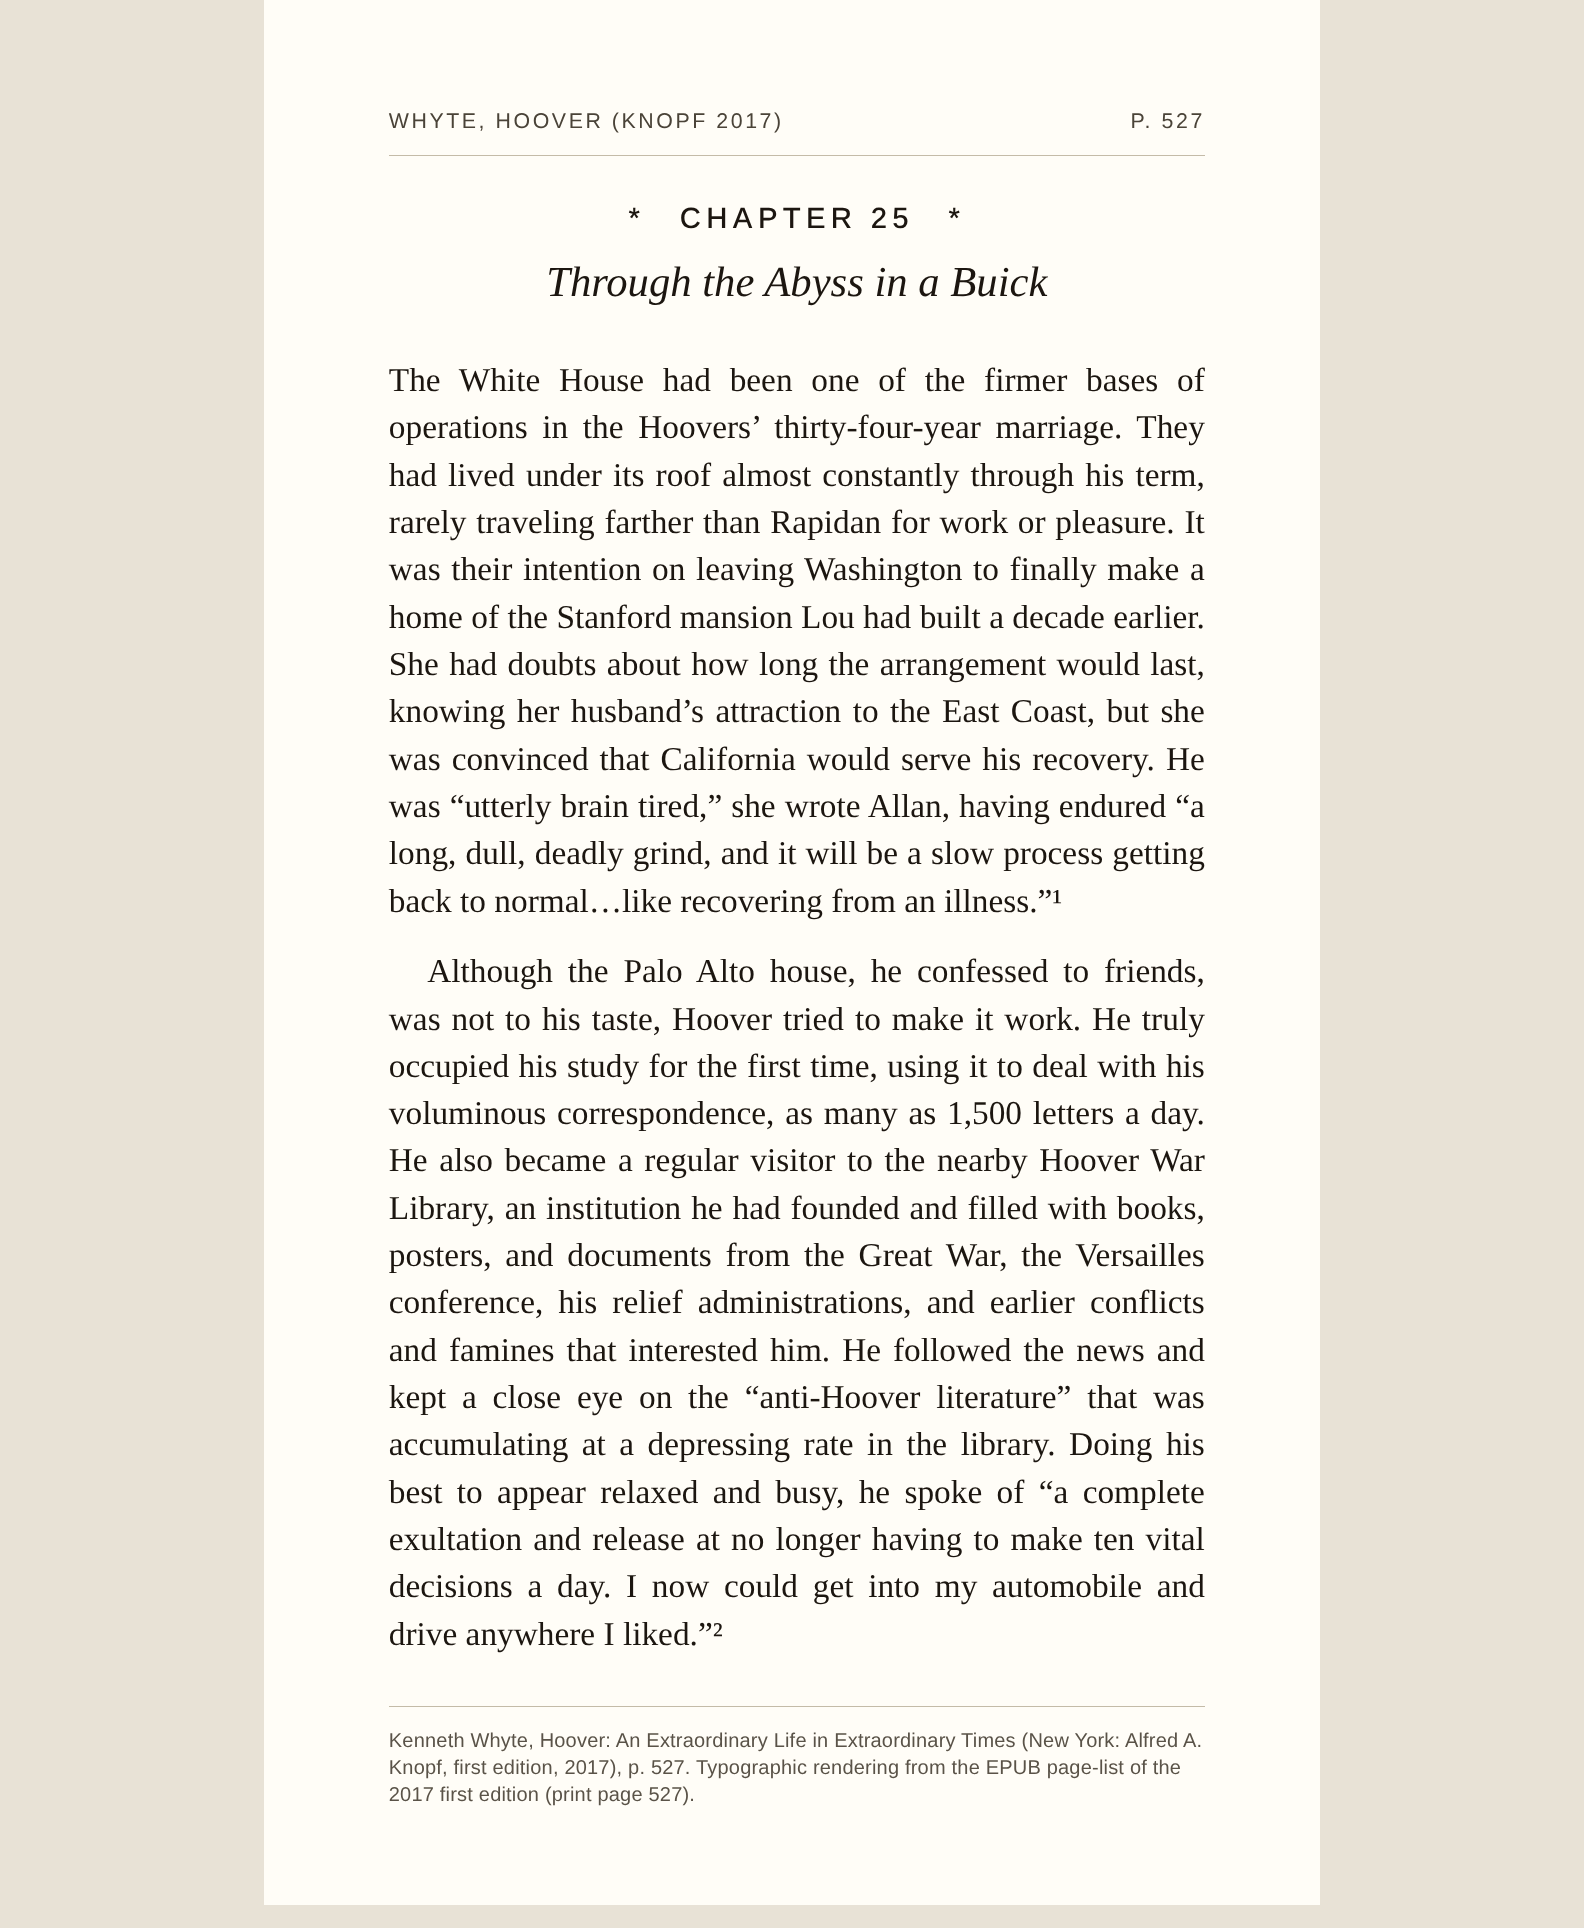 WHYTE, HOOVER (KNOPF 2017) P. 527
* CHAPTER 25 *
Through the Abyss in a Buick
The White House had been one of the firmer bases of
operations in the Hoovers’ thirty-four-year marriage. They
had lived under its roof almost constantly through his term,
rarely traveling farther than Rapidan for work or pleasure. It
was their intention on leaving Washington to finally make a
home of the Stanford mansion Lou had built a decade earlier.
She had doubts about how long the arrangement would last,
knowing her husband’s attraction to the East Coast, but she
was convinced that California would serve his recovery. He
was “utterly brain tired,” she wrote Allan, having endured “a
long, dull, deadly grind, and it will be a slow process getting
back to normal…like recovering from an illness.”¹
Although the Palo Alto house, he confessed to friends,
was not to his taste, Hoover tried to make it work. He truly
occupied his study for the first time, using it to deal with his
voluminous correspondence, as many as 1,500 letters a day.
He also became a regular visitor to the nearby Hoover War
Library, an institution he had founded and filled with books,
posters, and documents from the Great War, the Versailles
conference, his relief administrations, and earlier conflicts
and famines that interested him. He followed the news and
kept a close eye on the “anti-Hoover literature” that was
accumulating at a depressing rate in the library. Doing his
best to appear relaxed and busy, he spoke of “a complete
exultation and release at no longer having to make ten vital
decisions a day. I now could get into my automobile and
drive anywhere I liked.”²
Kenneth Whyte, Hoover: An Extraordinary Life in Extraordinary Times (New York: Alfred A.
Knopf, first edition, 2017), p. 527. Typographic rendering from the EPUB page-list of the
2017 first edition (print page 527).